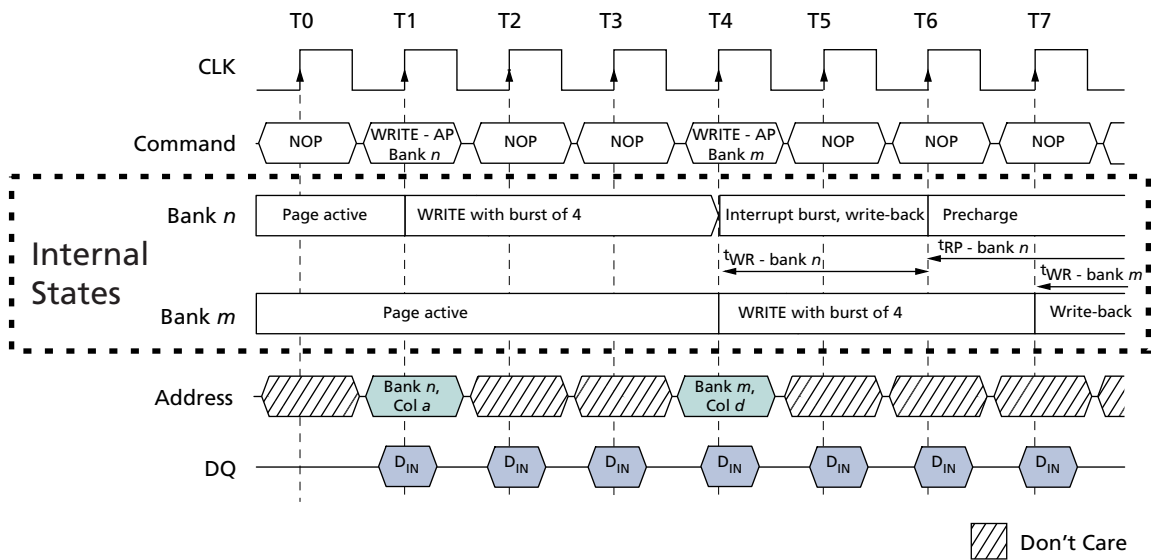 T0 T1 T2 T3 T4 T5 T6 T7
CLK
Command NOP WRITE - AP Bank n NOP NOP WRITE - AP Bank m NOP NOP NOP
Bank n Page active WRITE with burst of 4 Interrupt burst, write-back Precharge
Internal States
tWR - bank n tRP - bank n
tWR - bank m
Bank m Page active WRITE with burst of 4 Write-back
Address Bank n, Col a Bank m, Col d
DQ DIN DIN DIN DIN DIN DIN DIN
Don't Care